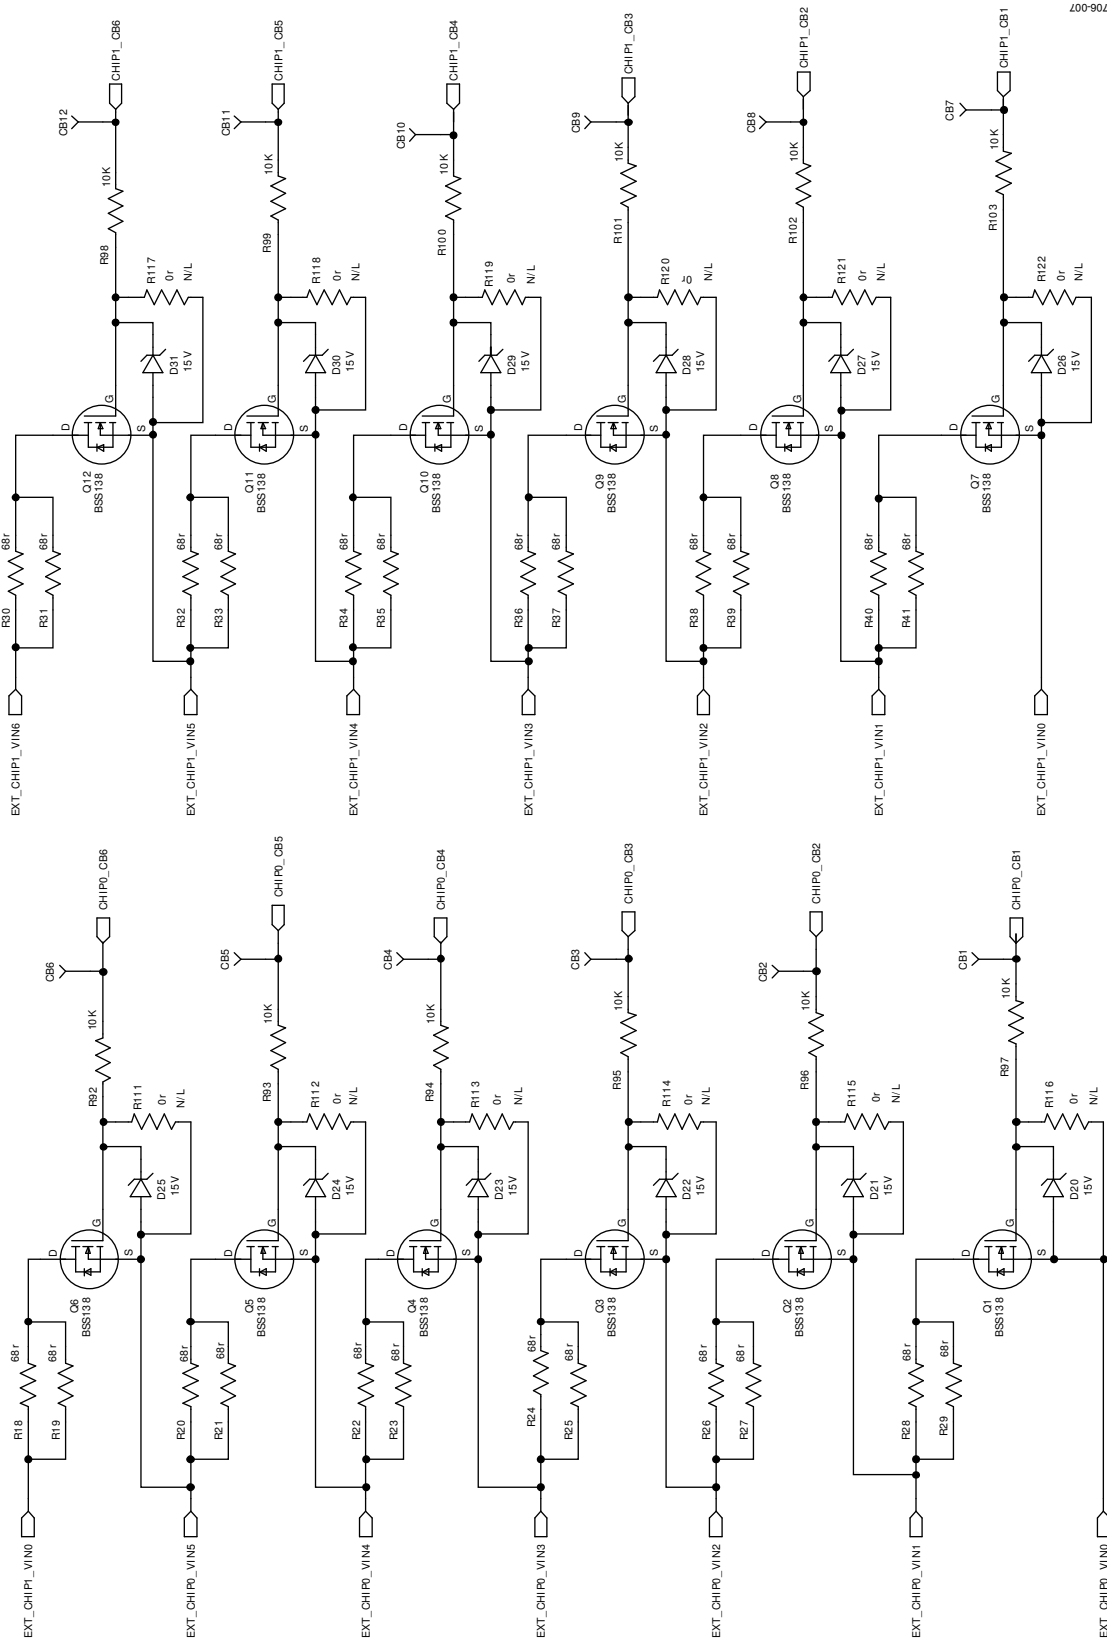 706-007
CB12
CHIP1_CB6
10K
R98
R117
0r
N/L
D31
15V
G
D
S
Q12
BSS138
68r
R30
68r
R31
EXT_CHIP1_VIN6
CB11
CHIP1_CB5
10K
R99
R118
0r
N/L
D30
15V
G
D
S
Q11
BSS138
68r
R32
68r
R33
EXT_CHIP1_VIN5
CB10
CHIP1_CB4
10K
R100
R119
0r
N/L
D29
15V
G
D
S
Q10
BSS138
68r
R34
68r
R35
EXT_CHIP1_VIN4
CB9
CHIP1_CB3
10K
R101
R120
0r
N/L
D28
15V
G
D
S
Q9
BSS138
68r
R36
68r
R37
EXT_CHIP1_VIN3
CB8
CHIP1_CB2
10K
R102
R121
0r
N/L
D27
15V
G
D
S
Q8
BSS138
68r
R38
68r
R39
EXT_CHIP1_VIN2
CB7
CHIP1_CB1
10K
R103
R122
0r
N/L
D26
15V
G
D
S
Q7
BSS138
68r
R40
68r
R41
EXT_CHIP1_VIN1
EXT_CHIP1_VIN0
CB6
CHIP0_CB6
10K
R92
R111
0r
N/L
D25
15V
G
D
S
Q6
BSS138
68r
R18
68r
R19
EXT_CHIP1_VIN0
CB5
CHIP0_CB5
10K
R93
R112
0r
N/L
D24
15V
G
D
S
Q5
BSS138
68r
R20
68r
R21
EXT_CHIP0_VIN5
CB4
CHIP0_CB4
10K
R94
R113
0r
N/L
D23
15V
G
D
S
Q4
BSS138
68r
R22
68r
R23
EXT_CHIP0_VIN4
CB3
CHIP0_CB3
10K
R95
R114
0r
N/L
D22
15V
G
D
S
Q3
BSS138
68r
R24
68r
R25
EXT_CHIP0_VIN3
CB2
CHIP0_CB2
10K
R96
R115
0r
N/L
D21
15V
G
D
S
Q2
BSS138
68r
R26
68r
R27
EXT_CHIP0_VIN2
CB1
CHIP0_CB1
10K
R97
R116
0r
N/L
D20
15V
G
D
S
Q1
BSS138
68r
R28
68r
R29
EXT_CHIP0_VIN1
EXT_CHIP0_VIN0